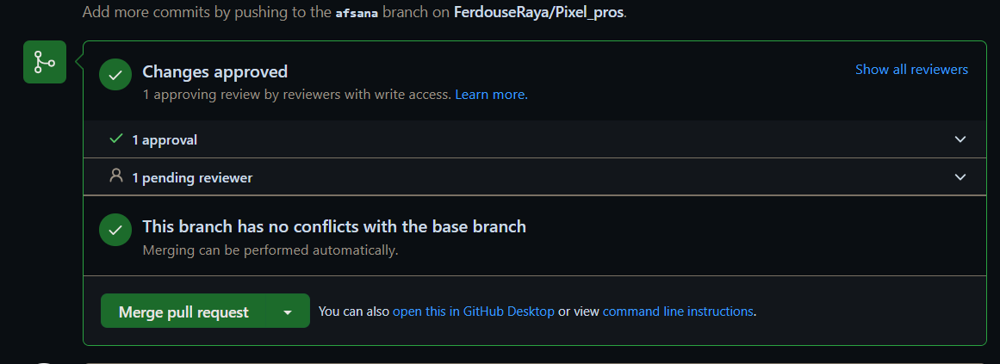 Add more commits by pushing to the afsana branch on FerdouseRaya/Pixel_pros.
Changes approved
Show all reviewers
1 approving review by reviewers with write access. Learn more.
1 approval
1 pending reviewer
This branch has no conflicts with the base branch
Merging can be performed automatically.
Merge pull request
You can also open this in GitHub Desktop or view command line instructions.